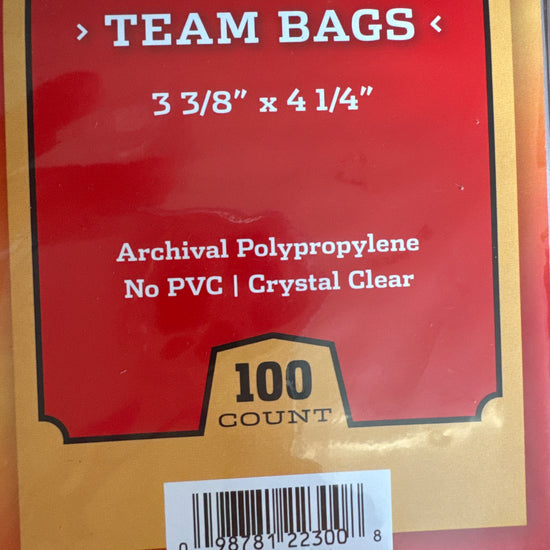 › TEAM BAGS ‹
3 3/8” x 4 1/4”
Archival Polypropylene
No PVC | Crystal Clear
100
COUNT
0 98781 22300 8